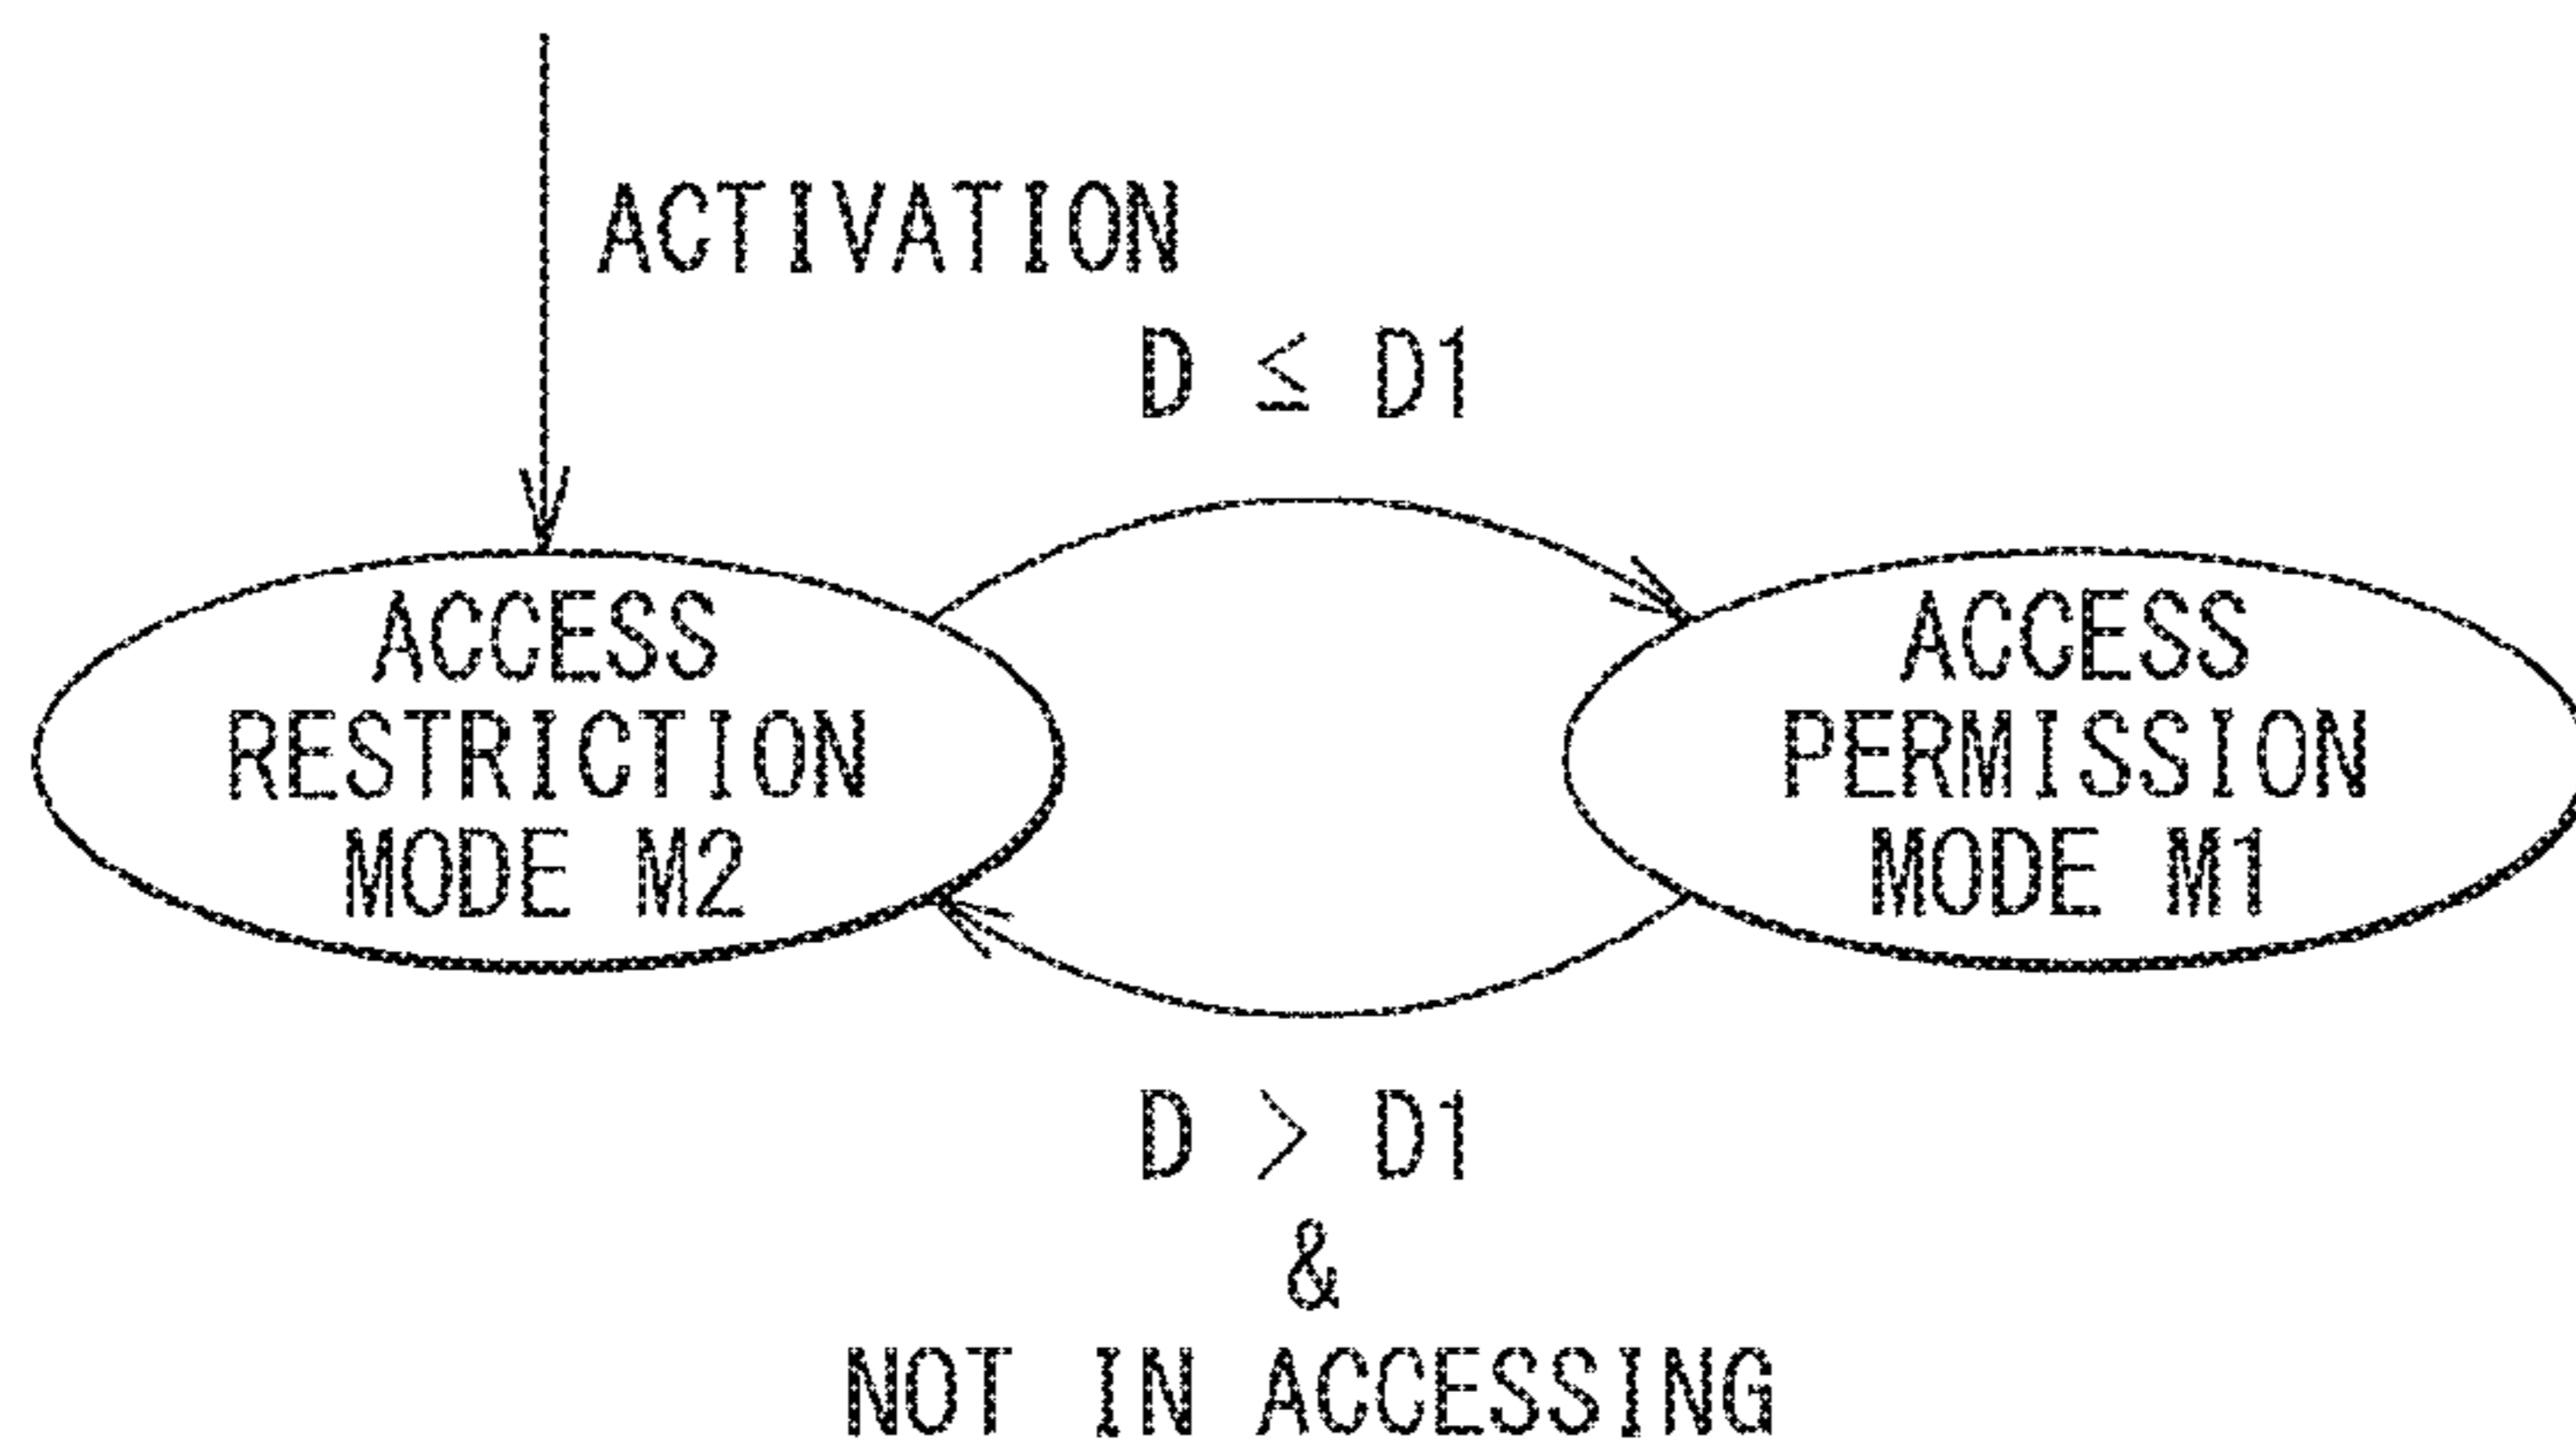 ACTIVATION
D ≤ D1
ACCESS
RESTRICTION
MODE M2
ACCESS
PERMISSION
MODE M1
D > D1
&
NOT IN ACCESSING